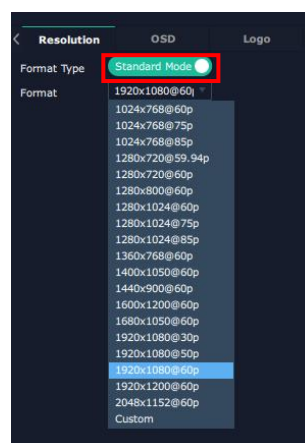 < Resolution OSD Logo
Format Type Standard Mode
Format 1920x1080@60p
1024x768@60p
1024x768@75p
1024x768@85p
1280x720@59.94p
1280x720@60p
1280x800@60p
1280x1024@60p
1280x1024@75p
1280x1024@85p
1360x768@60p
1400x1050@60p
1440x900@60p
1600x1200@60p
1680x1050@60p
1920x1080@30p
1920x1080@50p
1920x1080@60p
1920x1200@60p
2048x1152@60p
Custom